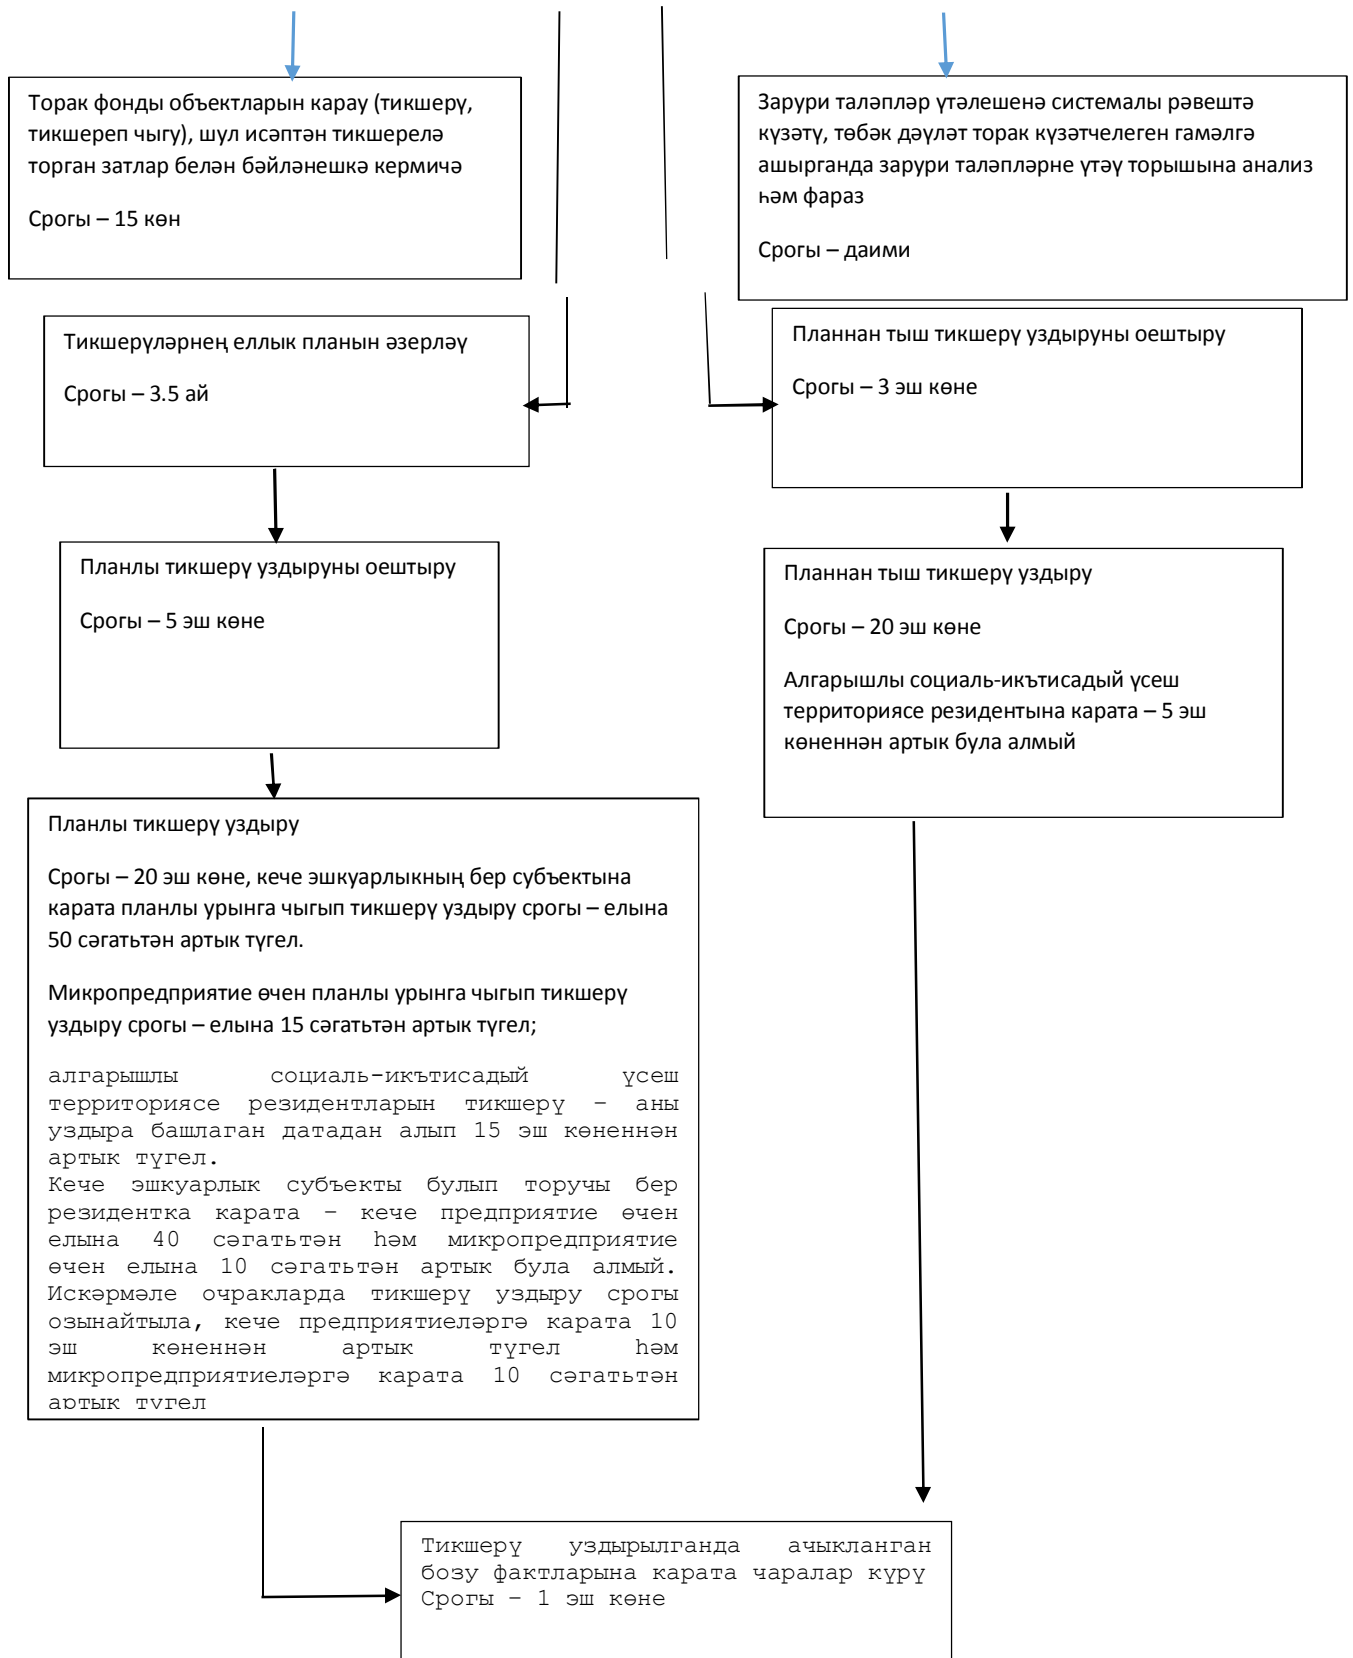 Торак фонды объектларын карау (тикшерү,
тикшереп чыгу), шул исәптән тикшерелә
торган затлар белән бәйләнешкә кермичә
Срогы – 15 көн
Зарури таләпләр үтәлешенә системалы рәвештә
күзәтү, төбәк дәүләт торак күзәтчелеген гамәлгә
ашырганда зарури таләпләрне үтәү торышына анализ
һәм фараз
Срогы – даими
Тикшерүләрнең еллык планын әзерләү
Срогы – 3.5 ай
Планнан тыш тикшерү уздыруны оештыру
Срогы – 3 эш көне
Планлы тикшерү уздыруны оештыру
Срогы – 5 эш көне
Планнан тыш тикшерү уздыру
Срогы – 20 эш көне
Алгарышлы социаль-икътисадый үсеш
территориясе резидентына карата – 5 эш
көненнән артык була алмый
Планлы тикшерү уздыру
Срогы – 20 эш көне, кече эшкуарлыкның бер субъектына
карата планлы урынга чыгып тикшерү уздыру срогы – елына
50 сәгатьтән артык түгел.
Микропредприятие өчен планлы урынга чыгып тикшерү
уздыру срогы – елына 15 сәгатьтән артык түгел;
алгарышлы социаль-икътисадый үсеш
территориясе резидентларын тикшерү – аны
уздыра башлаган датадан алып 15 эш көненнән
артык түгел.
Кече эшкуарлык субъекты булып торучы бер
резидентка карата – кече предприятие өчен
елына 40 сәгатьтән һәм микропредприятие
өчен елына 10 сәгатьтән артык була алмый.
Искәрмәле очракларда тикшерү уздыру срогы
озынайтыла, кече предприятиеләргә карата 10
эш көненнән артык түгел һәм
микропредприятиеләргә карата 10 сәгатьтән
артык түгел
Тикшерү уздырылганда ачыкланган
бозу фактларына карата чаралар күрү
Срогы – 1 эш көне